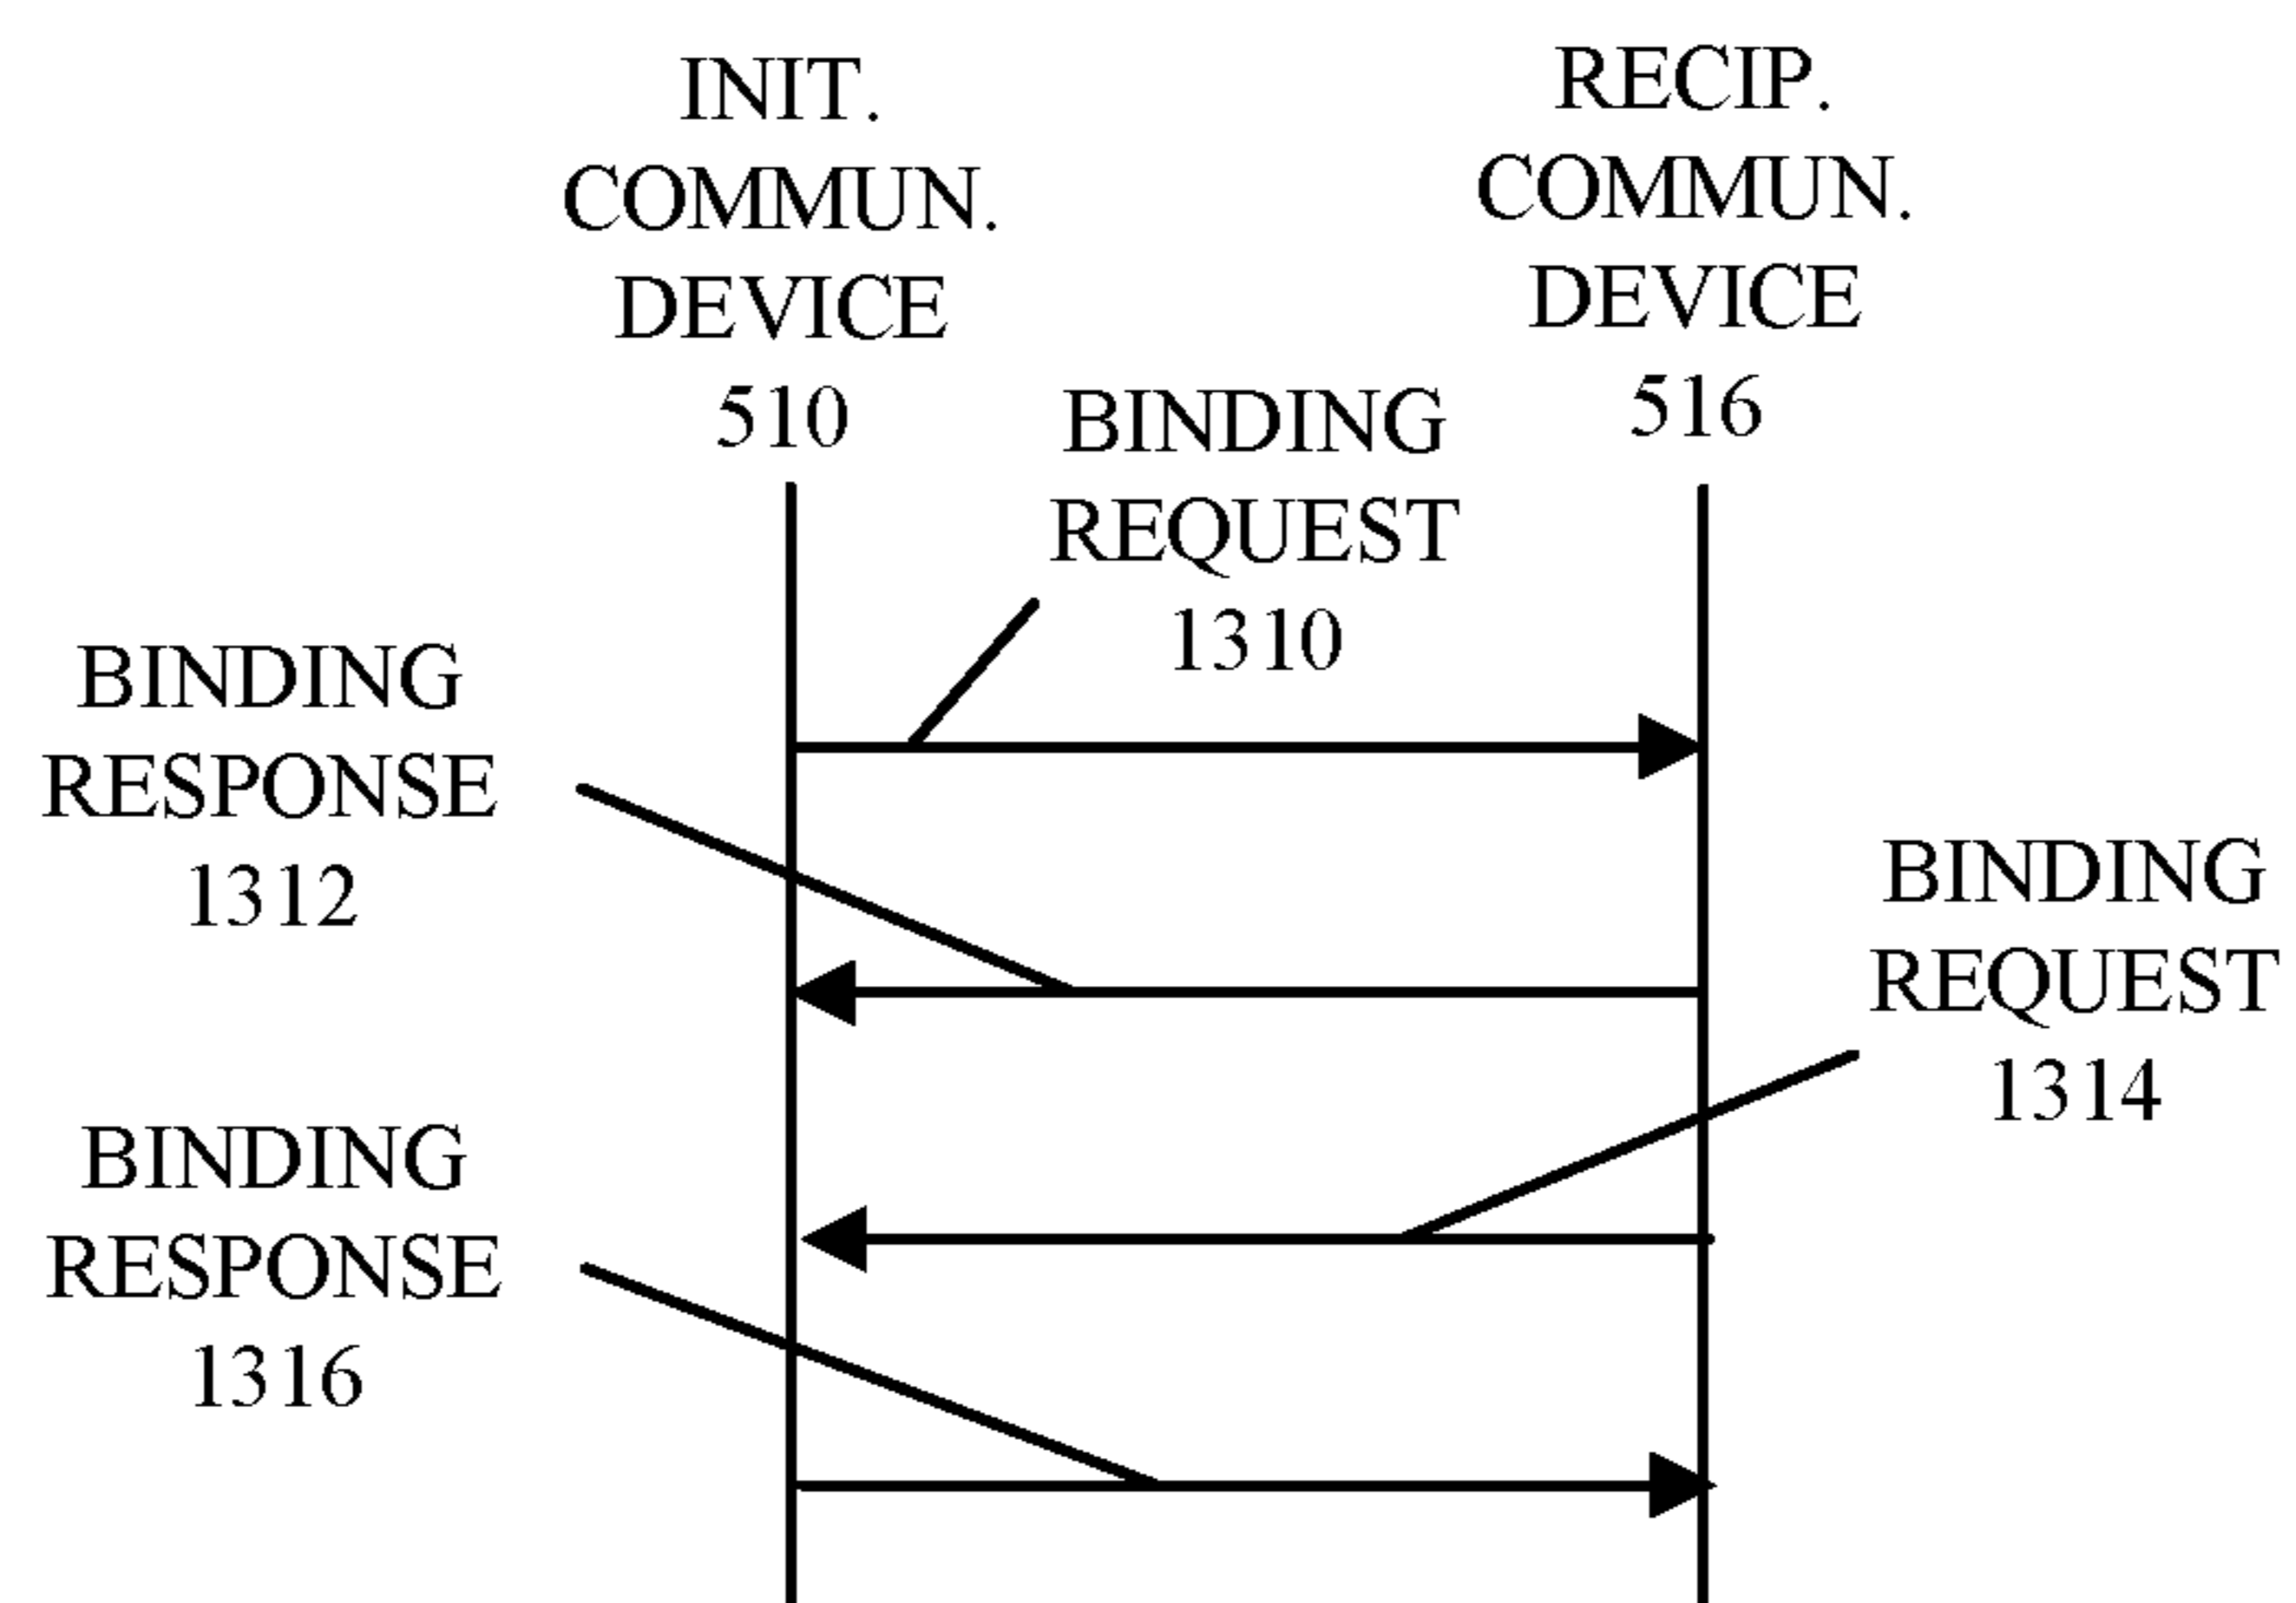 INIT.
COMMUN.
DEVICE
510
RECIP.
COMMUN.
DEVICE
516
BINDING
REQUEST
1310
BINDING
RESPONSE
1312
BINDING
REQUEST
1314
BINDING
RESPONSE
1316